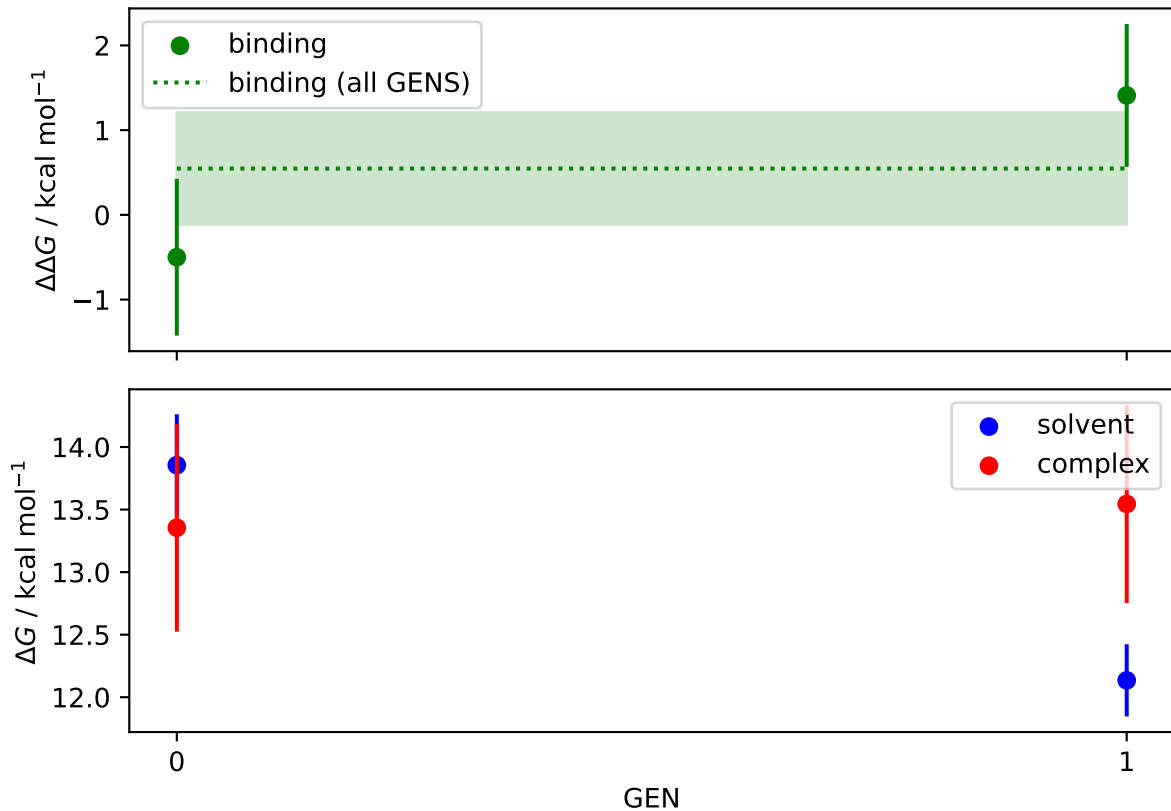 ΔΔG / kcal mol⁻¹
2
1
0
−1
binding
binding (all GENS)
ΔG / kcal mol⁻¹
14.0
13.5
13.0
12.5
12.0
solvent
complex
0
1
GEN